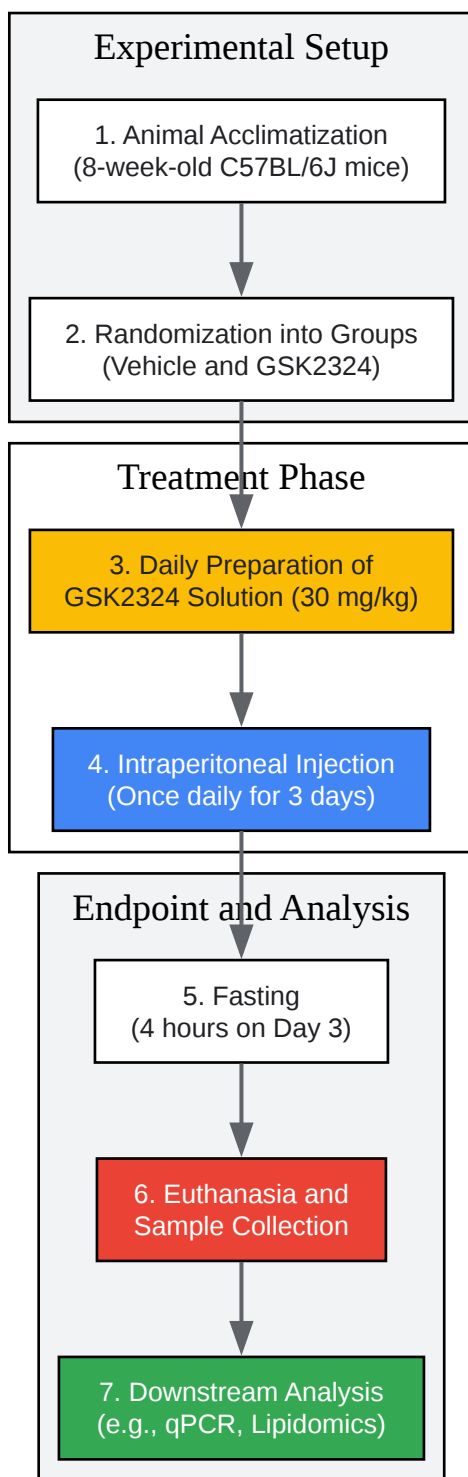 Experimental Setup
1. Animal Acclimatization
(8-week-old C57BL/6J mice)
2. Randomization into Groups
(Vehicle and GSK2324)
Treatment Phase
3. Daily Preparation of
GSK2324 Solution (30 mg/kg)
4. Intraperitoneal Injection
(Once daily for 3 days)
Endpoint and Analysis
5. Fasting
(4 hours on Day 3)
6. Euthanasia and
Sample Collection
7. Downstream Analysis
(e.g., qPCR, Lipidomics)